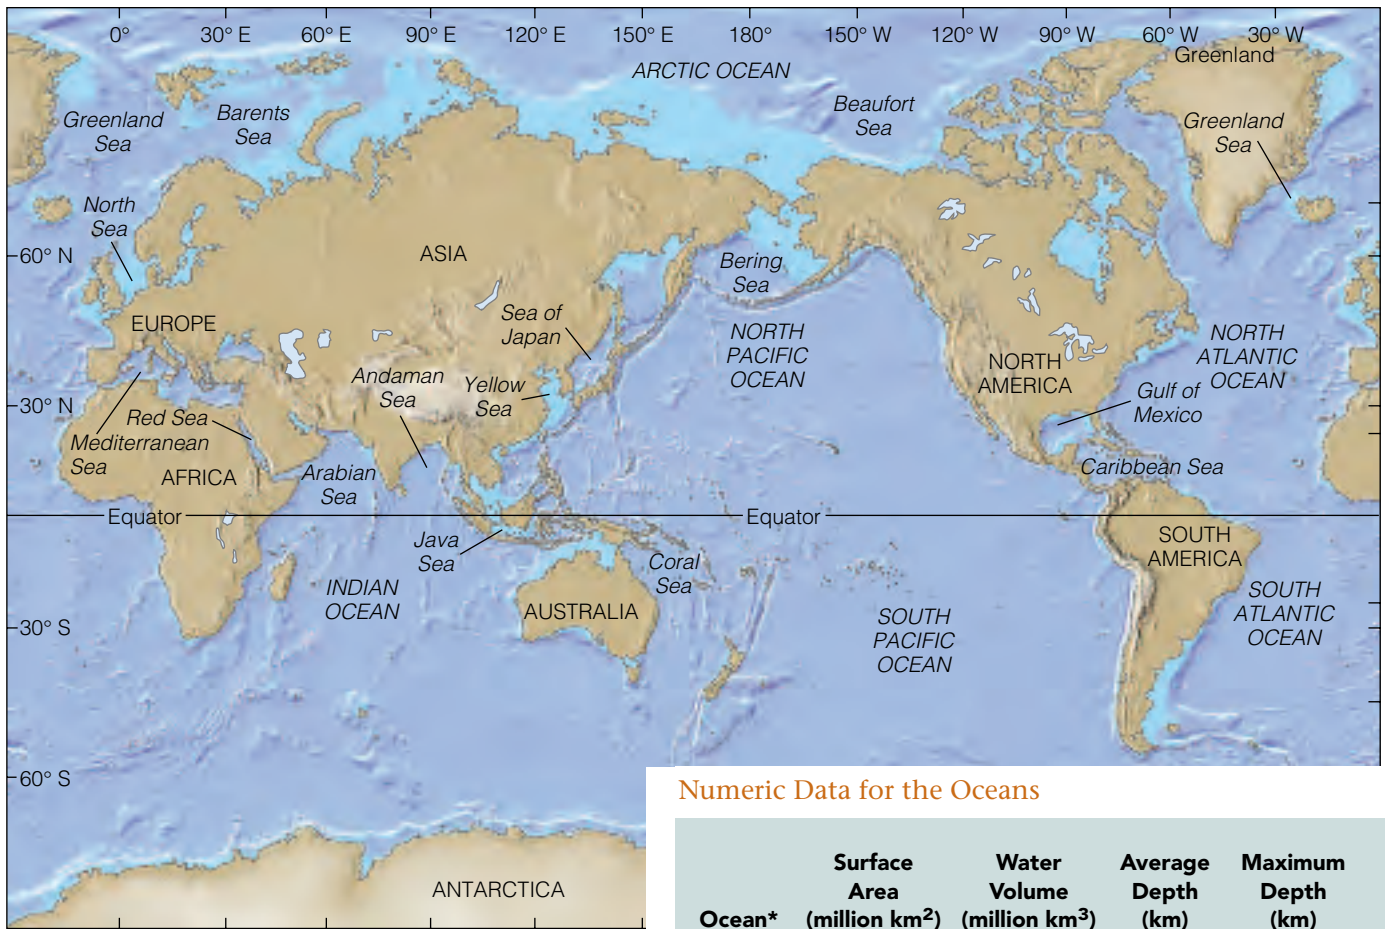 0° 30° E 60° E 90° E 120° E 150° E 180° 150° W 120° W 90° W 60° W 30° W
Greenland
ARCTIC OCEAN
Greenland
Sea
Barents
Sea
Beaufort
Sea
Greenland
Sea
North
Sea
60° N
ASIA
Bering
Sea
EUROPE
Sea of
Japan
NORTH
PACIFIC
OCEAN
NORTH
AMERICA
NORTH
ATLANTIC
OCEAN
Andaman
Sea
Yellow
Sea
Gulf of
Mexico
30° N
Red Sea
Mediterranean
Sea
AFRICA
Arabian
Sea
Caribbean Sea
Equator
Equator
Java
Sea
Coral
Sea
SOUTH
AMERICA
INDIAN
OCEAN
AUSTRALIA
SOUTH
PACIFIC
OCEAN
SOUTH
ATLANTIC
OCEAN
30° S
60° S
ANTARCTICA
Numeric Data for the Oceans
Ocean*
Surface
Area
(million km²)
Water
Volume
(million km³)
Average
Depth
(km)
Maximum
Depth
(km)